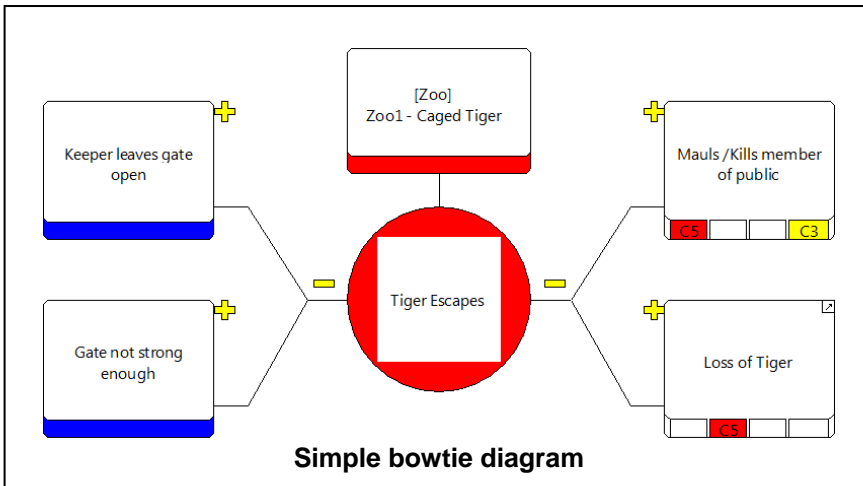 [Zoo]
Zoo1 - Caged Tiger
Keeper leaves gate
open
Mauls /Kills member
of public
C5
C3
Tiger Escapes
Gate not strong
enough
Loss of Tiger
C5
Simple bowtie diagram